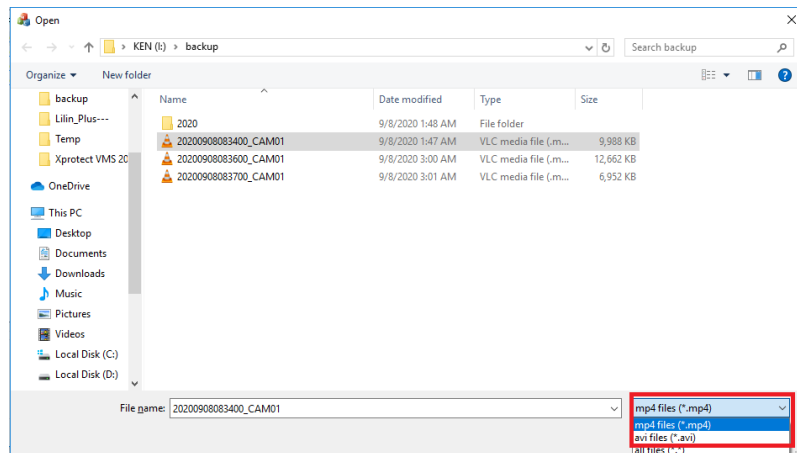 Open
KEN (I:) > backup
Search backup
Organize
New folder
Name
Date modified
Type
Size
backup
Lilin_Plus---
Temp
Xprotect VMS 20
OneDrive
This PC
Desktop
Documents
Downloads
Music
Pictures
Videos
Local Disk (C:)
Local Disk (D:)
2020 9/8/2020 1:48 AM File folder
20200908083400_CAM01 9/8/2020 1:47 AM VLC media file (.m... 9,988 KB
20200908083600_CAM01 9/8/2020 3:00 AM VLC media file (.m... 12,662 KB
20200908083700_CAM01 9/8/2020 3:01 AM VLC media file (.m... 6,952 KB
File name: 20200908083400_CAM01
mp4 files (*.mp4)
mp4 files (*.mp4)
avi files (*.avi)
all files (*.*)